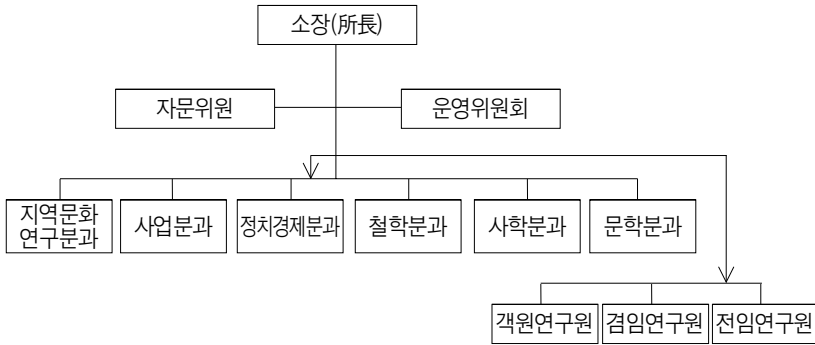 소장(所長)
자문위원
운영위원회
지역문화
연구분과
사업분과
정치경제분과
철학분과
사학분과
문학분과
객원연구원
겸임연구원
전임연구원